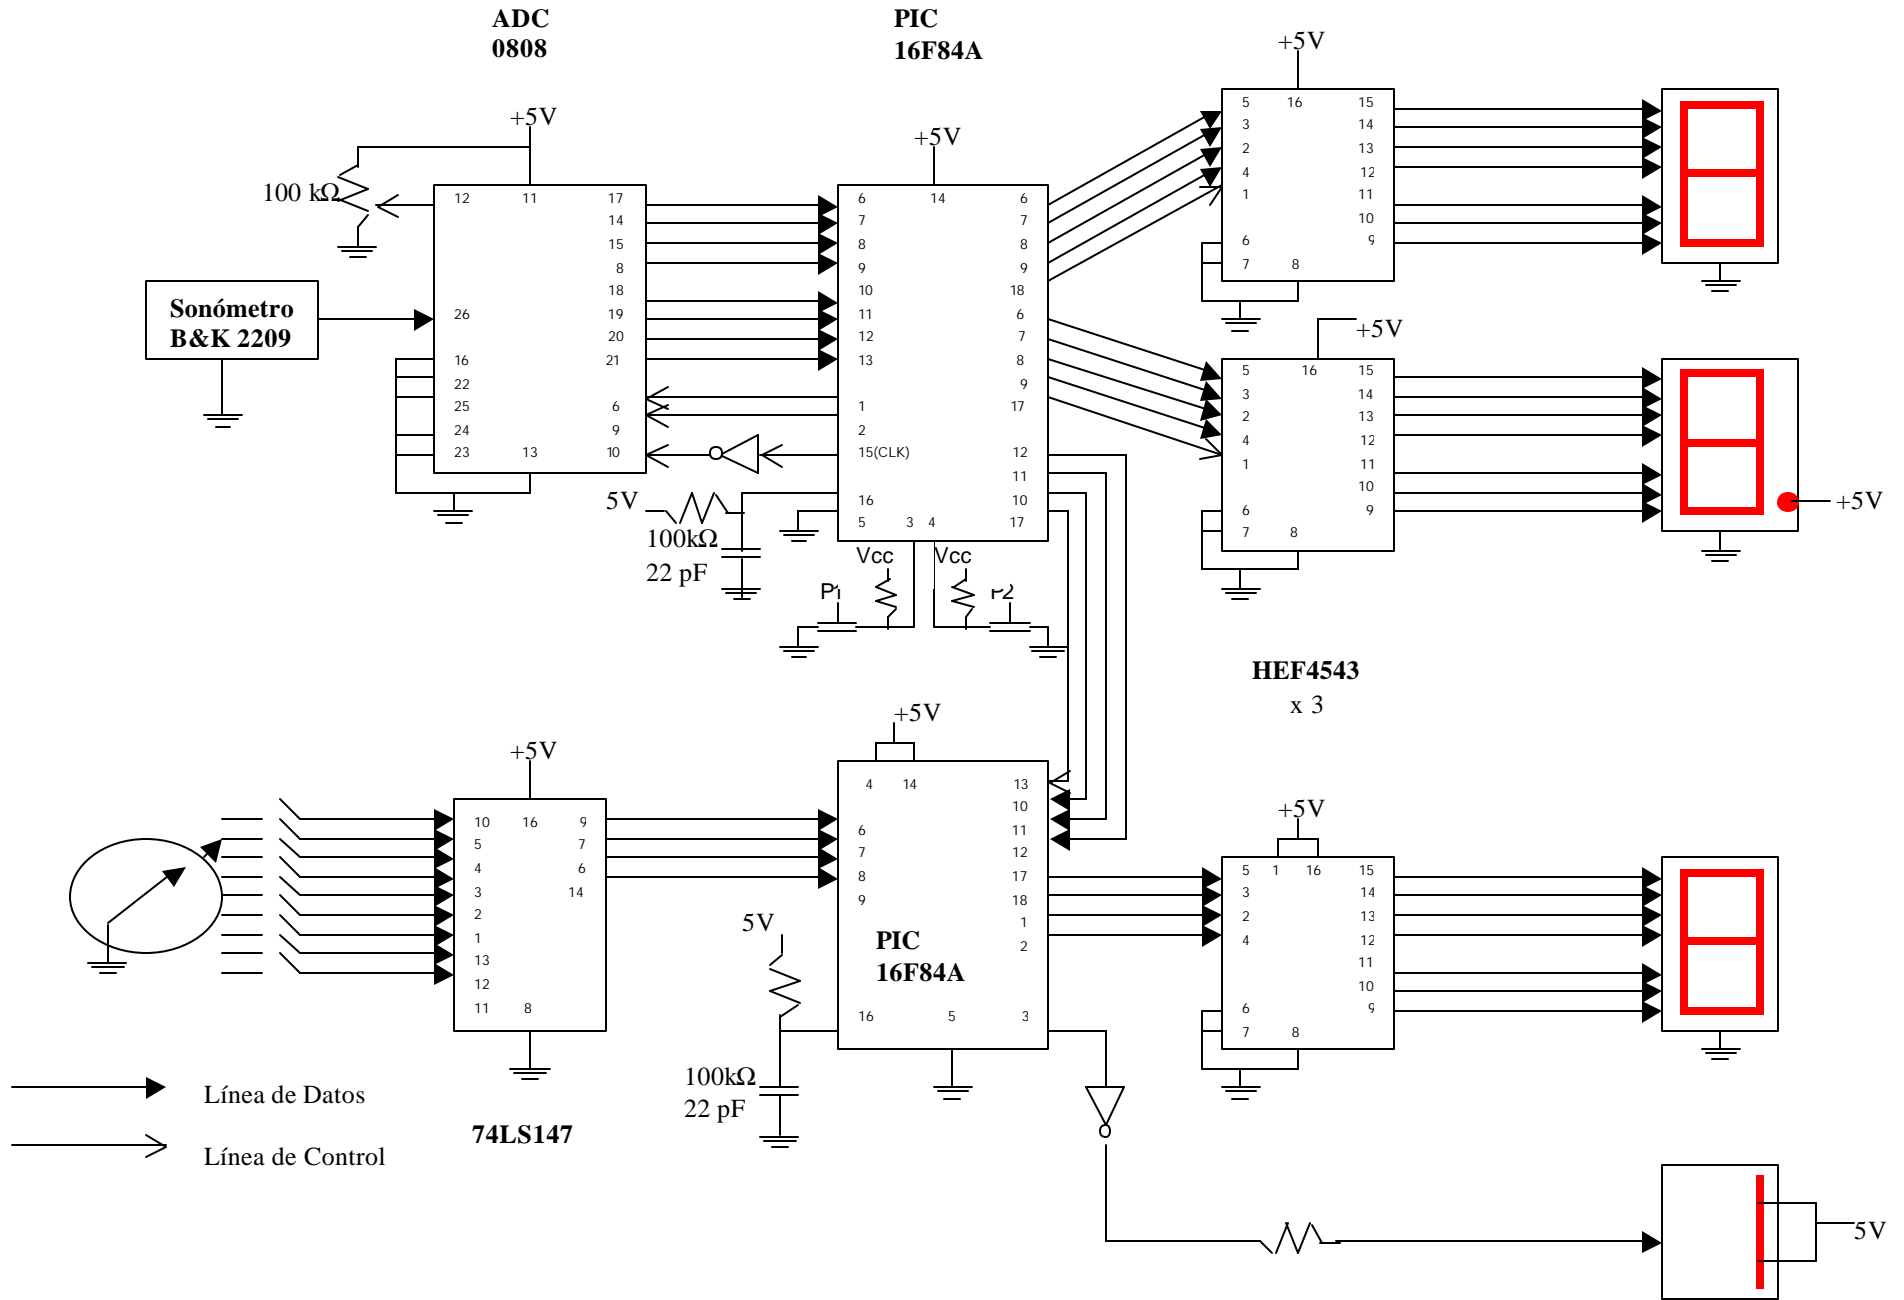 ADC
0808
PIC
16F84A
+5V
+5V
+5V
100 kΩ
12 11 17
14
15
8
18
26 19
20
16 21
22
25 6
24 9
23 13 10
Sonómetro
B&K 2209
6 14 6
7 7
8 8
9 9
10 18
11 6
12 7
13 8
9
1 17
2
15(CLK) 12
11
16 10
5 3 4 17
5 16 15
3 14
2 13
4 12
1 11
10
6 9
7 8
+5V
5 16 15
3 14
2 13
4 12
1 11
10
6 9
7 8
+5V
5V
100kΩ
22 pF
Vcc Vcc
P1 P2
HEF4543
x 3
+5V
+5V
+5V
10 16 9
5 7
4 6
3 14
2
1
13
12
11 8
4 14 13
10
6 11
7 12
8 17
9 18
1
2
PIC
16F84A
16 5 3
5 1 16 15
3 14
2 13
4 12
11
10
6 9
7 8
5V
100kΩ
22 pF
Línea de Datos
Línea de Control
74LS147
5V